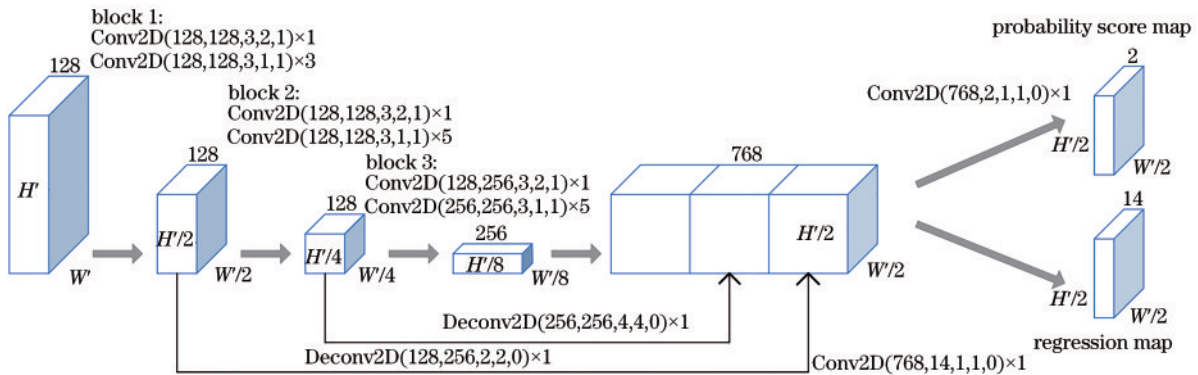 block 1:
Conv2D(128,128,3,2,1)×1
Conv2D(128,128,3,1,1)×3
128
H'
W'
block 2:
Conv2D(128,128,3,2,1)×1
Conv2D(128,128,3,1,1)×5
128
H'/2
W'/2
block 3:
Conv2D(128,256,3,2,1)×1
Conv2D(256,256,3,1,1)×5
128
H'/4
W'/4
256
H'/8
W'/8
768
H'/2
W'/2
Deconv2D(256,256,4,4,0)×1
Deconv2D(128,256,2,2,0)×1
Conv2D(768,2,1,1,0)×1
probability score map
2
H'/2
W'/2
14
H'/2
W'/2
regression map
Conv2D(768,14,1,1,0)×1